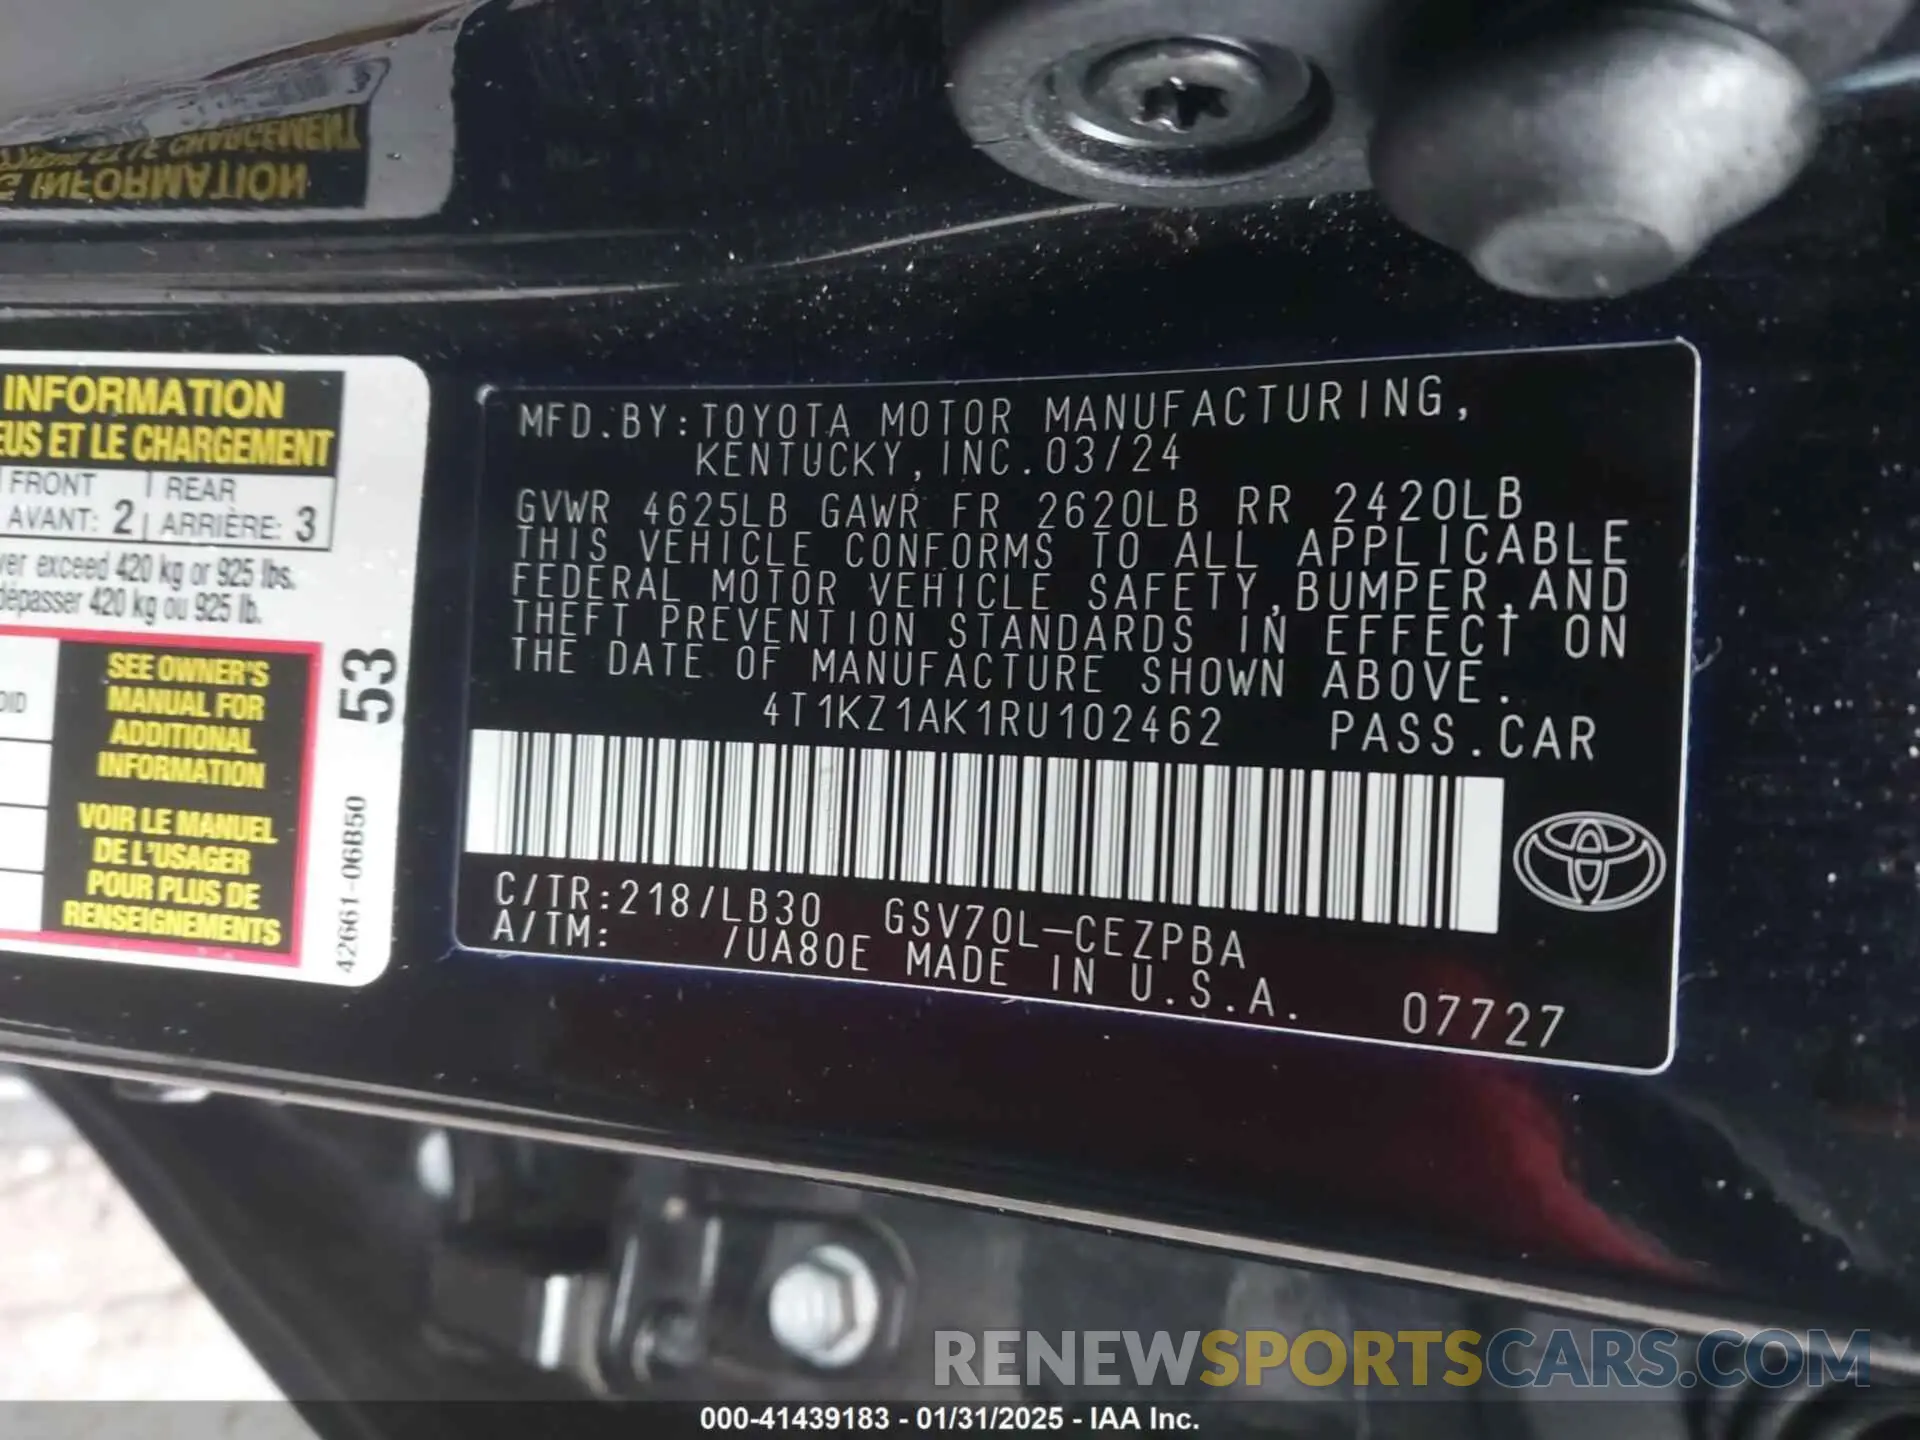 INFORMATION
EUS ET LE CHARGEMENT
FRONT REAR
AVANT: 2 ARRIÈRE: 3
ver exceed 420 kg or 925 lbs.
dépasser 420 kg ou 925 lb.
SEE OWNER'S
MANUAL FOR
ADDITIONAL
INFORMATION
VOIR LE MANUEL
DE L'USAGER
POUR PLUS DE
RENSEIGNEMENTS
53
42661-06B50
MFD.BY:TOYOTA MOTOR MANUFACTURING,
KENTUCKY,INC.03/24
GVWR 4625LB GAWR FR 2620LB RR 2420LB
THIS VEHICLE CONFORMS TO ALL APPLICABLE
FEDERAL MOTOR VEHICLE SAFETY,BUMPER,AND
THEFT PREVENTION STANDARDS IN EFFECT ON
THE DATE OF MANUFACTURE SHOWN ABOVE.
4T1KZ1AK1RU102462 PASS.CAR
C/TR:218/LB30 GSV70L-CEZPBA
A/TM: /UA80E MADE IN U.S.A. 07727
RENEWSPORTSCARS.COM
000-41439183 - 01/31/2025 - IAA Inc.